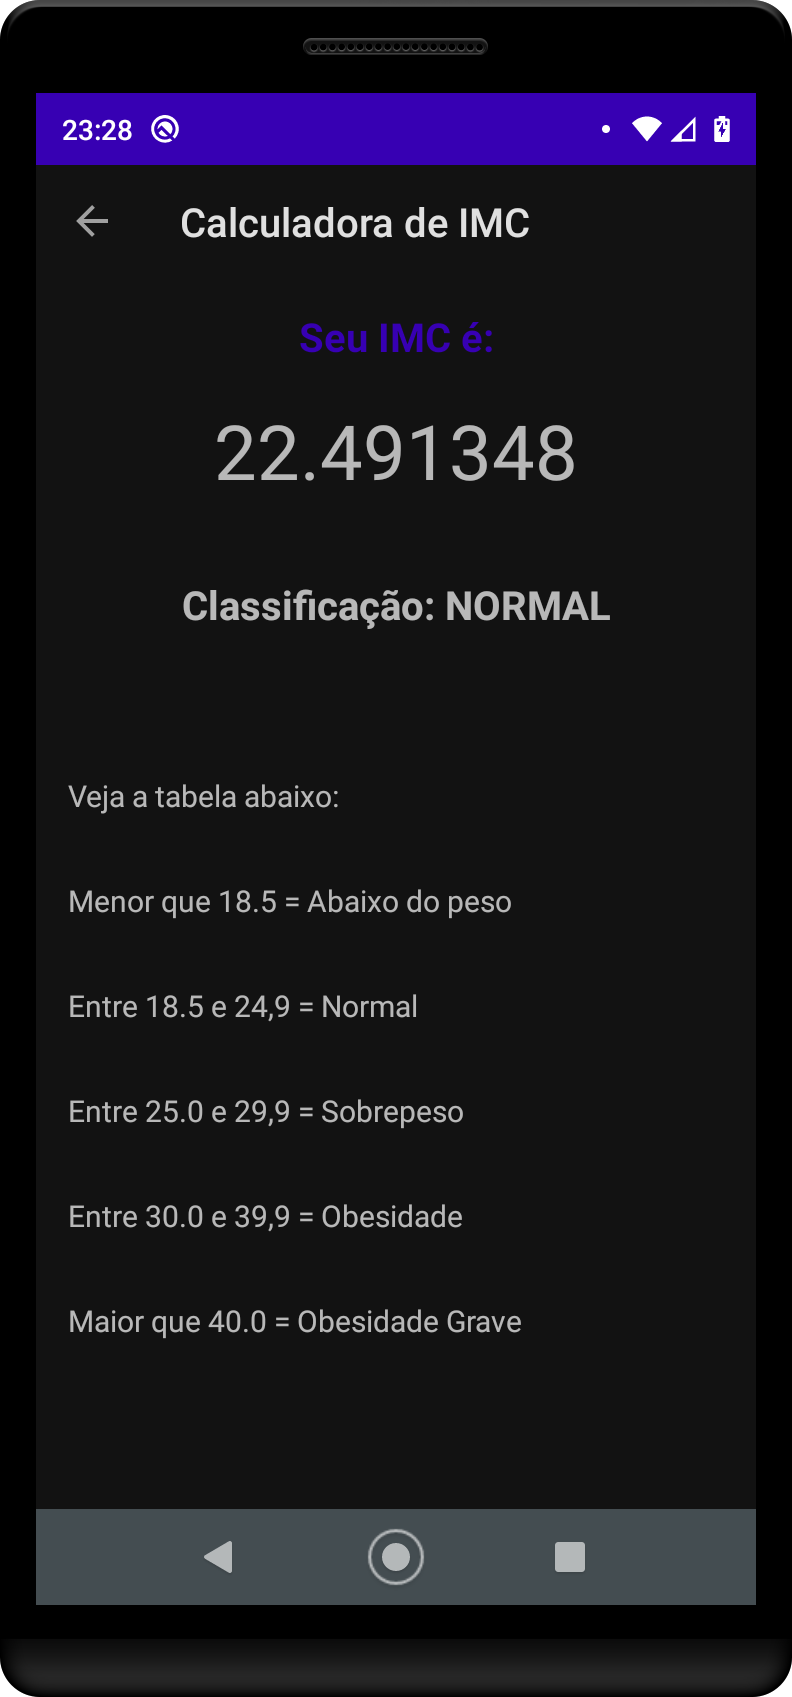 23:28
Calculadora de IMC
Seu IMC é:
22.491348
Classificação: NORMAL
Veja a tabela abaixo:
Menor que 18.5 = Abaixo do peso
Entre 18.5 e 24,9 = Normal
Entre 25.0 e 29,9 = Sobrepeso
Entre 30.0 e 39,9 = Obesidade
Maior que 40.0 = Obesidade Grave